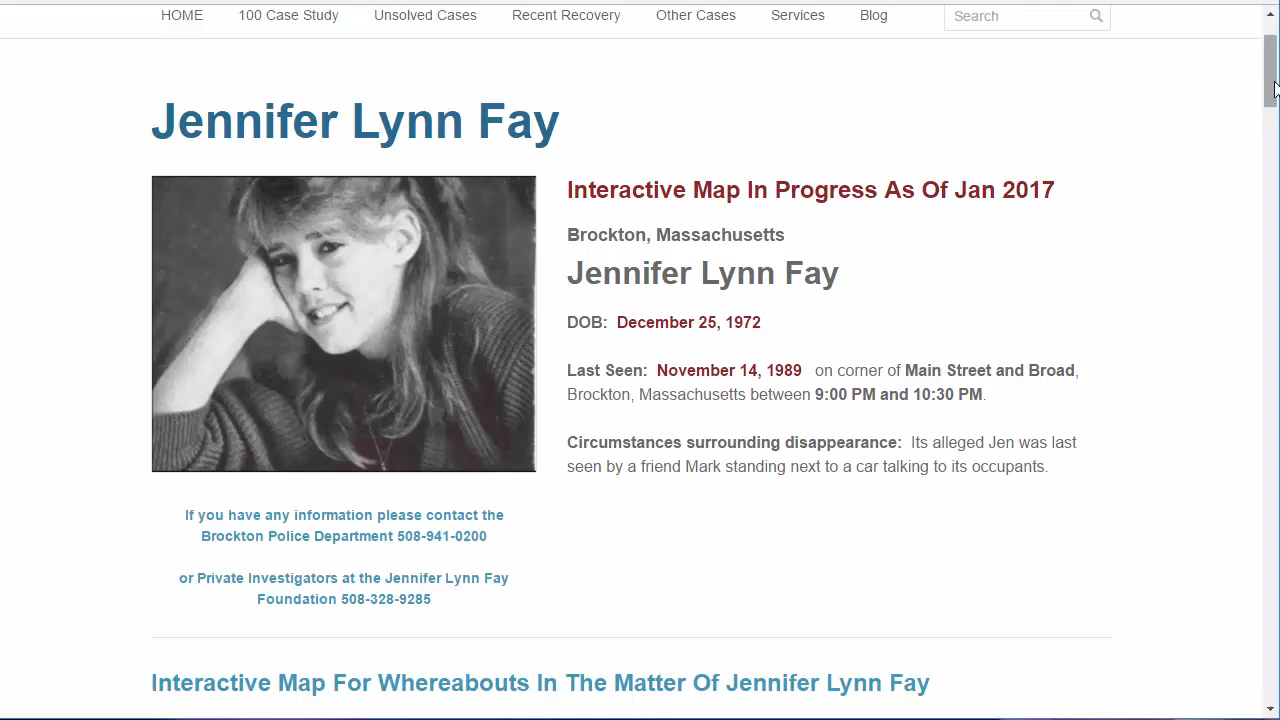 HOME 100 Case Study Unsolved Cases Recent Recovery Other Cases Services Blog Search
Jennifer Lynn Fay
Interactive Map In Progress As Of Jan 2017
Brockton, Massachusetts
Jennifer Lynn Fay
DOB: December 25, 1972
Last Seen: November 14, 1989 on corner of Main Street and Broad,
Brockton, Massachusetts between 9:00 PM and 10:30 PM.
Circumstances surrounding disappearance: Its alleged Jen was last
seen by a friend Mark standing next to a car talking to its occupants.
If you have any information please contact the
Brockton Police Department 508-941-0200
or Private Investigators at the Jennifer Lynn Fay
Foundation 508-328-9285
Interactive Map For Whereabouts In The Matter Of Jennifer Lynn Fay